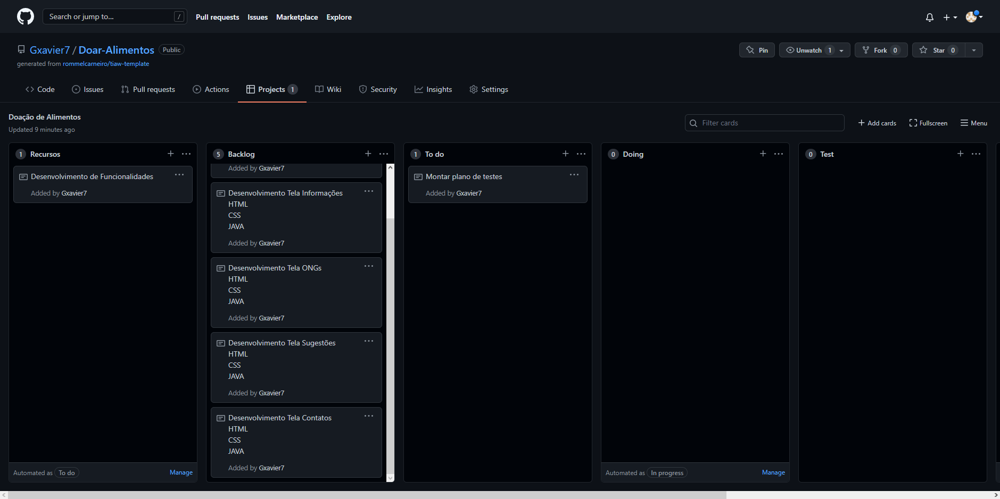 Search or jump to...
/
Pull requests
Issues
Marketplace
Explore
Gxavier7 / Doar-Alimentos
Public
generated from rommelcarneiro/tiaw-template
Pin
Unwatch 1
Fork 0
Star 0
Code
Issues
Pull requests
Actions
Projects 1
Wiki
Security
Insights
Settings
Doação de Alimentos
Updated 9 minutes ago
Filter cards
Add cards
Fullscreen
Menu
1 Recursos
Desenvolvimento de Funcionalidades
Added by Gxavier7
Automated as To do
Manage
5 Backlog
Added by Gxavier7
Desenvolvimento Tela Informações
HTML
CSS
JAVA
Added by Gxavier7
Desenvolvimento Tela ONGs
HTML
CSS
JAVA
Added by Gxavier7
Desenvolvimento Tela Sugestões
HTML
CSS
JAVA
Added by Gxavier7
Desenvolvimento Tela Contatos
HTML
CSS
JAVA
Added by Gxavier7
1 To do
Montar plano de testes
Added by Gxavier7
0 Doing
Automated as In progress
Manage
0 Test